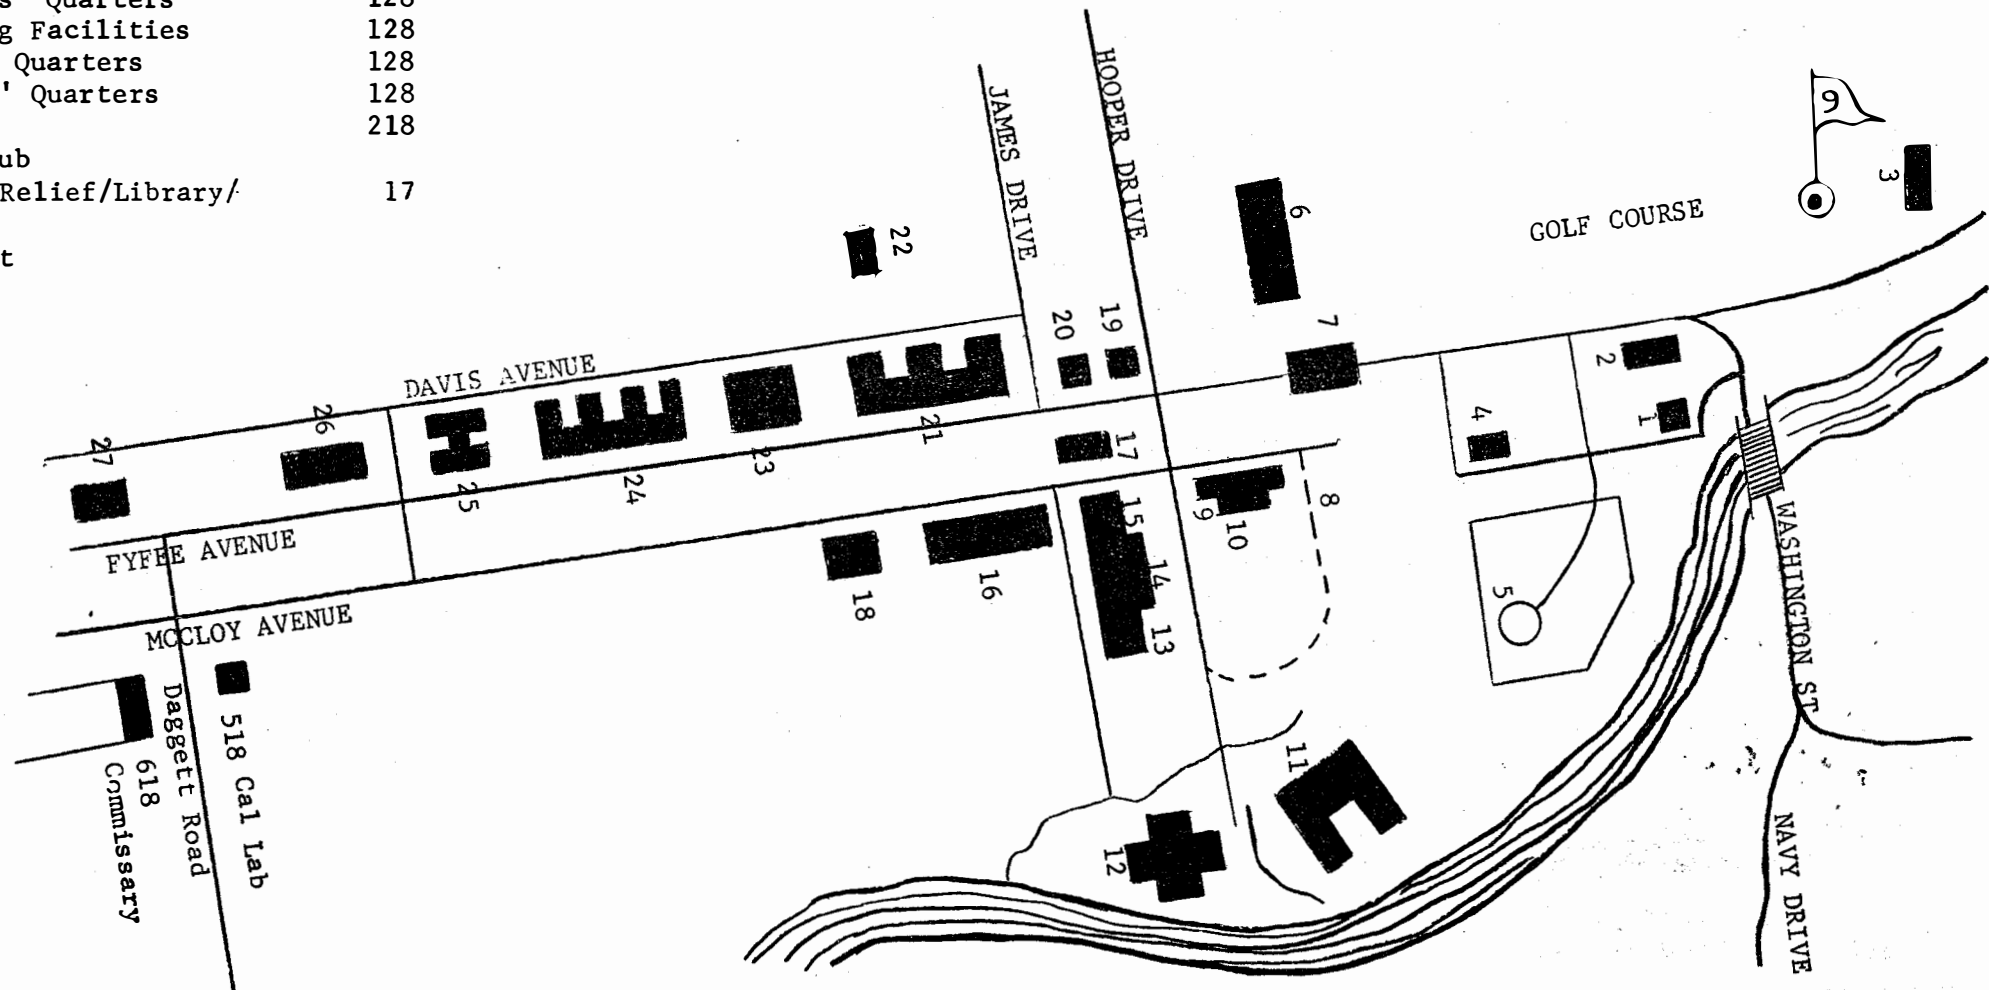 s' Quarters 128
g Facilities 128
Quarters 128
' Quarters 128
218
ub
Relief/Library/ 17
t
HOOPER DRIVE
JAMES DRIVE
9
3
GOLF COURSE
6
22
20
19
7
2
DAVIS AVENUE
26
27
25
24
23
21
17
4
1
8
9
10
15
14
13
16
18
5
FYFEE AVENUE
MCCLOY AVENUE
WASHINGTON ST
Daggett Road
518 Cal Lab
618
Commissary
11
12
NAVY DRIVE